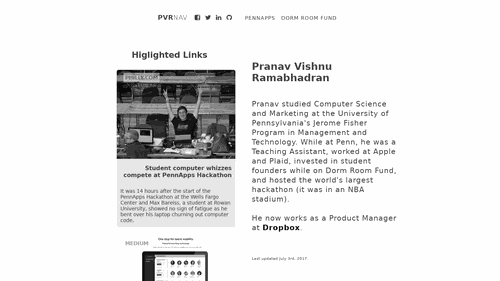 PVRNAV
PENNAPPS DORM ROOM FUND
Higlighted Links
PHILLY.COM
Student computer whizzes
compete at PennApps Hackathon
It was 14 hours after the start of the
PennApps Hackathon at the Wells Fargo
Center and Max Bareiss, a student at Rowan
University, showed no sign of fatigue as he
bent over his laptop churning out computer
code.
MEDIUM
Pranav Vishnu
Ramabhadran
Pranav studied Computer Science
and Marketing at the University of
Pennsylvania's Jerome Fisher
Program in Management and
Technology. While at Penn, he was a
Teaching Assistant, worked at Apple
and Plaid, invested in student
founders while on Dorm Room Fund,
and hosted the world's largest
hackathon (it was in an NBA
stadium).
He now works as a Product Manager
at Dropbox.
Last updated July 3rd, 2017